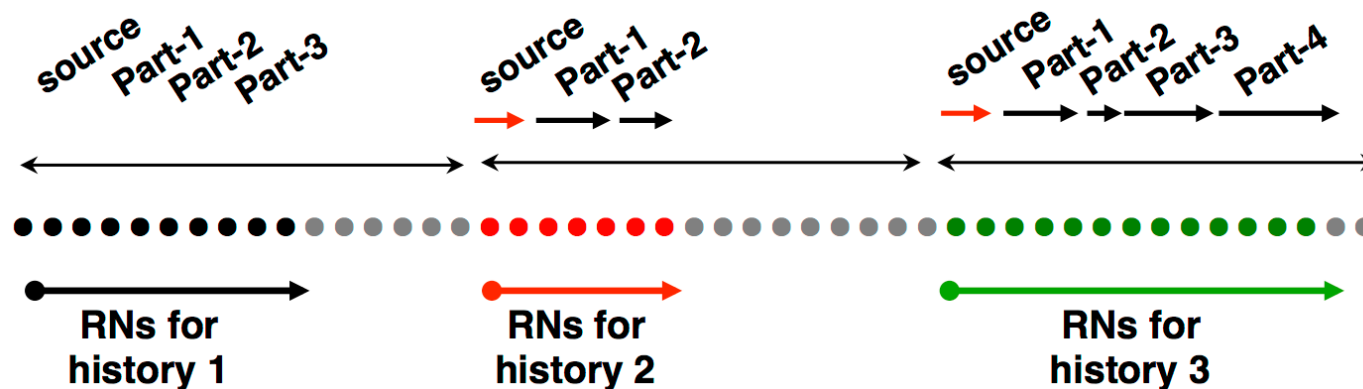 source Part-1 Part-2 Part-3
source Part-1 Part-2
source Part-1 Part-2 Part-3 Part-4
RNs for
history 1
RNs for
history 2
RNs for
history 3